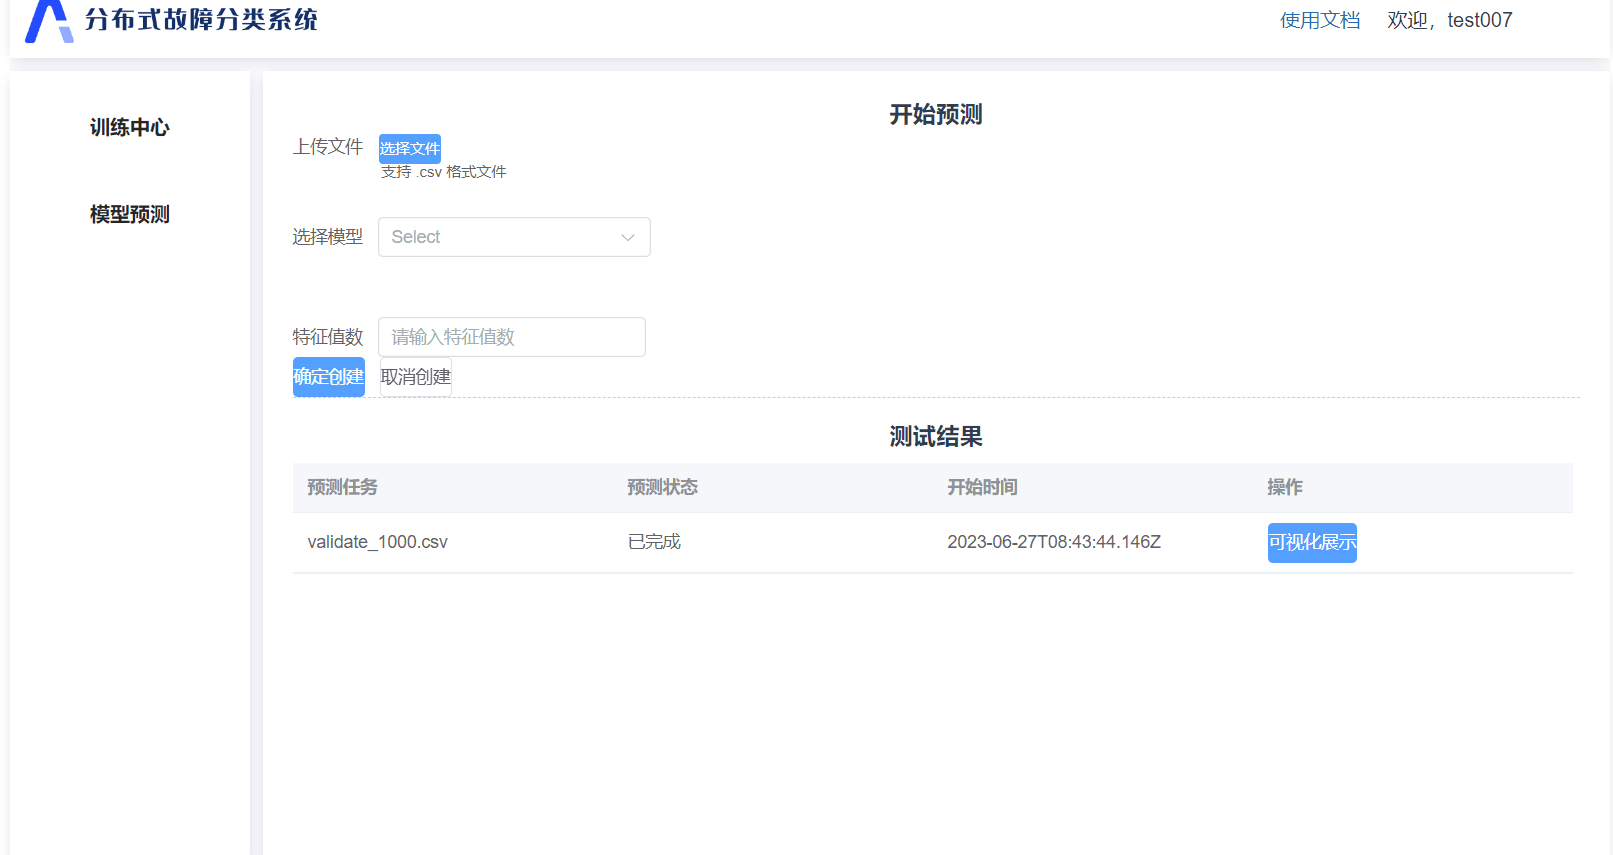 分布式故障分类系统
使用文档 欢迎，test007
训练中心
模型预测
开始预测
上传文件 选择文件
支持 .csv 格式文件
选择模型 Select
特征值数 请输入特征值数
确定创建 取消创建
测试结果
预测任务 预测状态 开始时间 操作
validate_1000.csv 已完成 2023-06-27T08:43:44.146Z 可视化展示